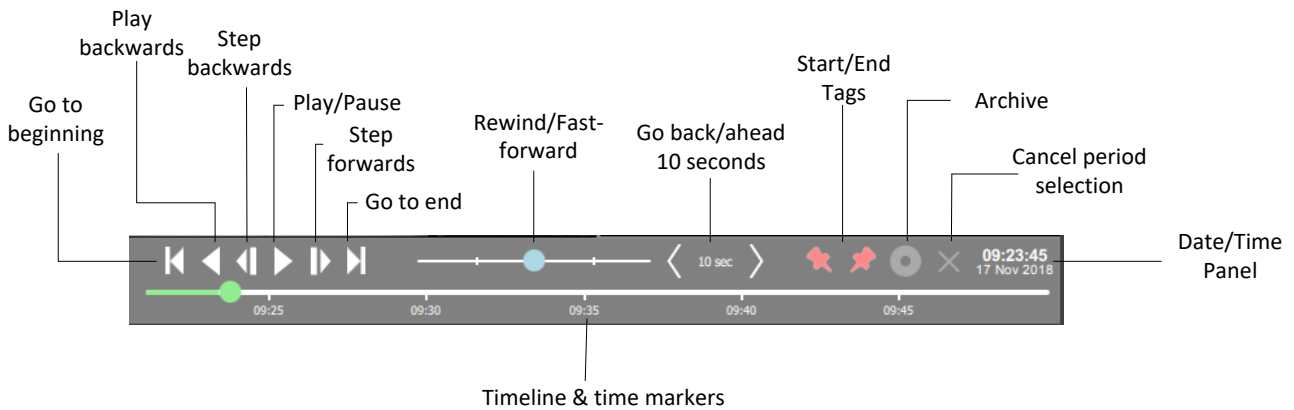 Play
backwards
Step
backwards
Go to
beginning
Play/Pause
Step
forwards
Go to end
Rewind/Fast-
forward
Go back/ahead
10 seconds
Start/End
Tags
Archive
Cancel period
selection
Date/Time
Panel
10 sec
09:23:45
17 Nov 2018
09:25
09:30
09:35
09:40
09:45
Timeline & time markers